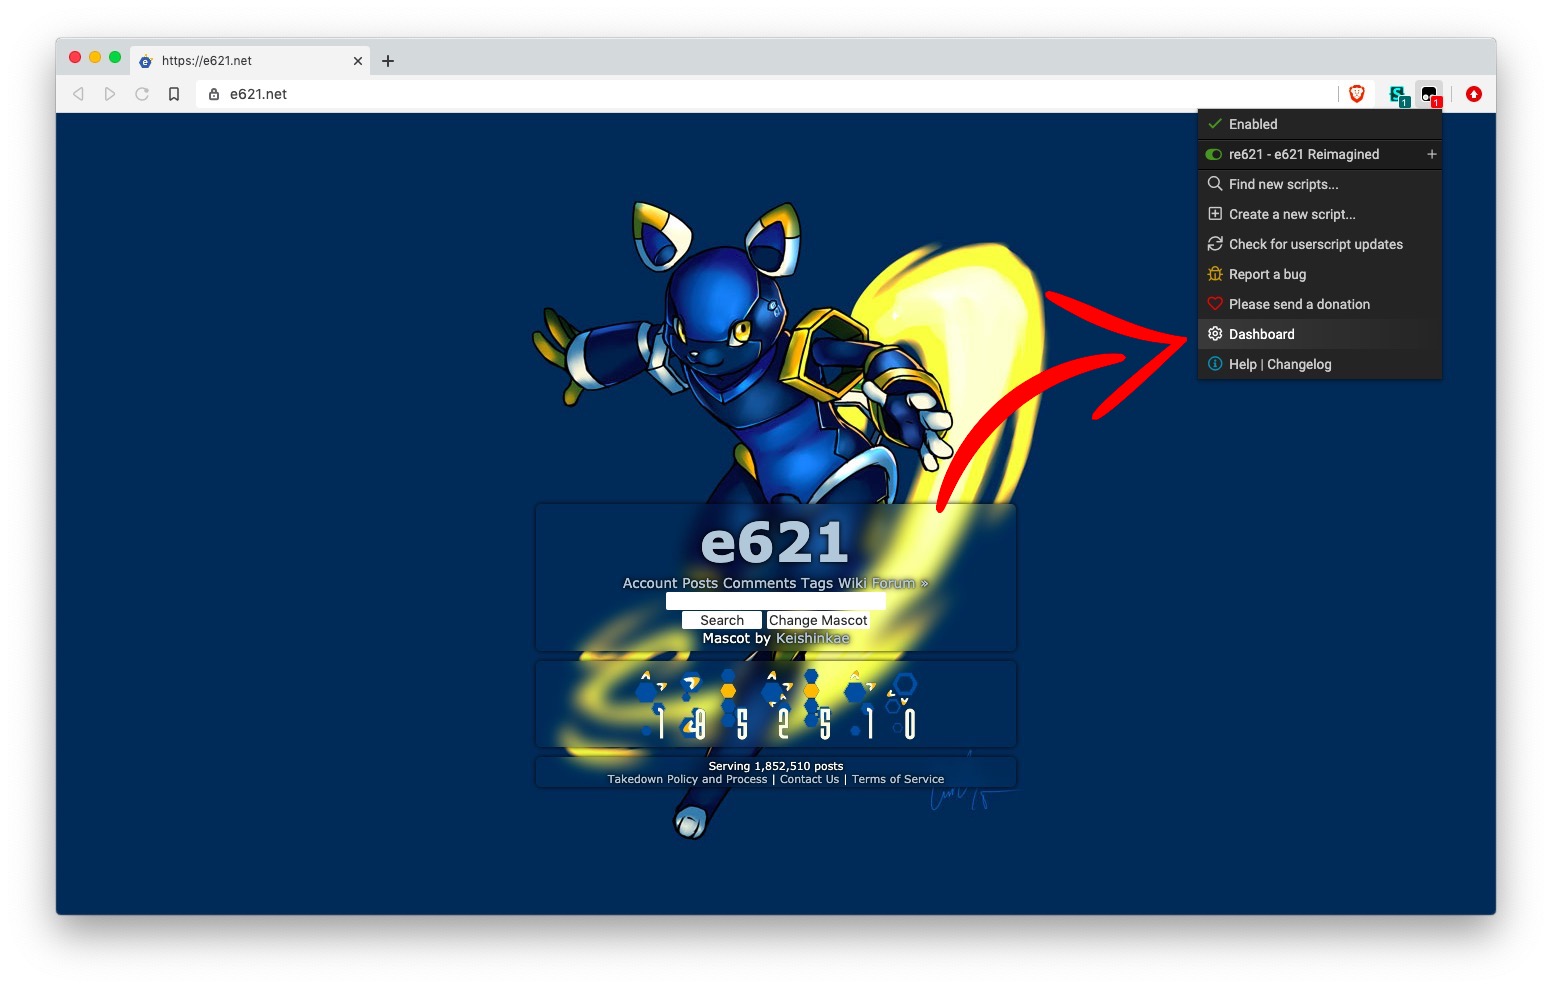 https://e621.net
e621.net
1
1
Enabled
re621 - e621 Reimagined
Find new scripts...
Create a new script...
Check for userscript updates
Report a bug
Please send a donation
Dashboard
Help | Changelog
e621
Account Posts Comments Tags Wiki Forum »
Search Change Mascot
Mascot by Keishinkae
1 8 5 2 5 1 0
Serving 1,852,510 posts
Takedown Policy and Process | Contact Us | Terms of Service